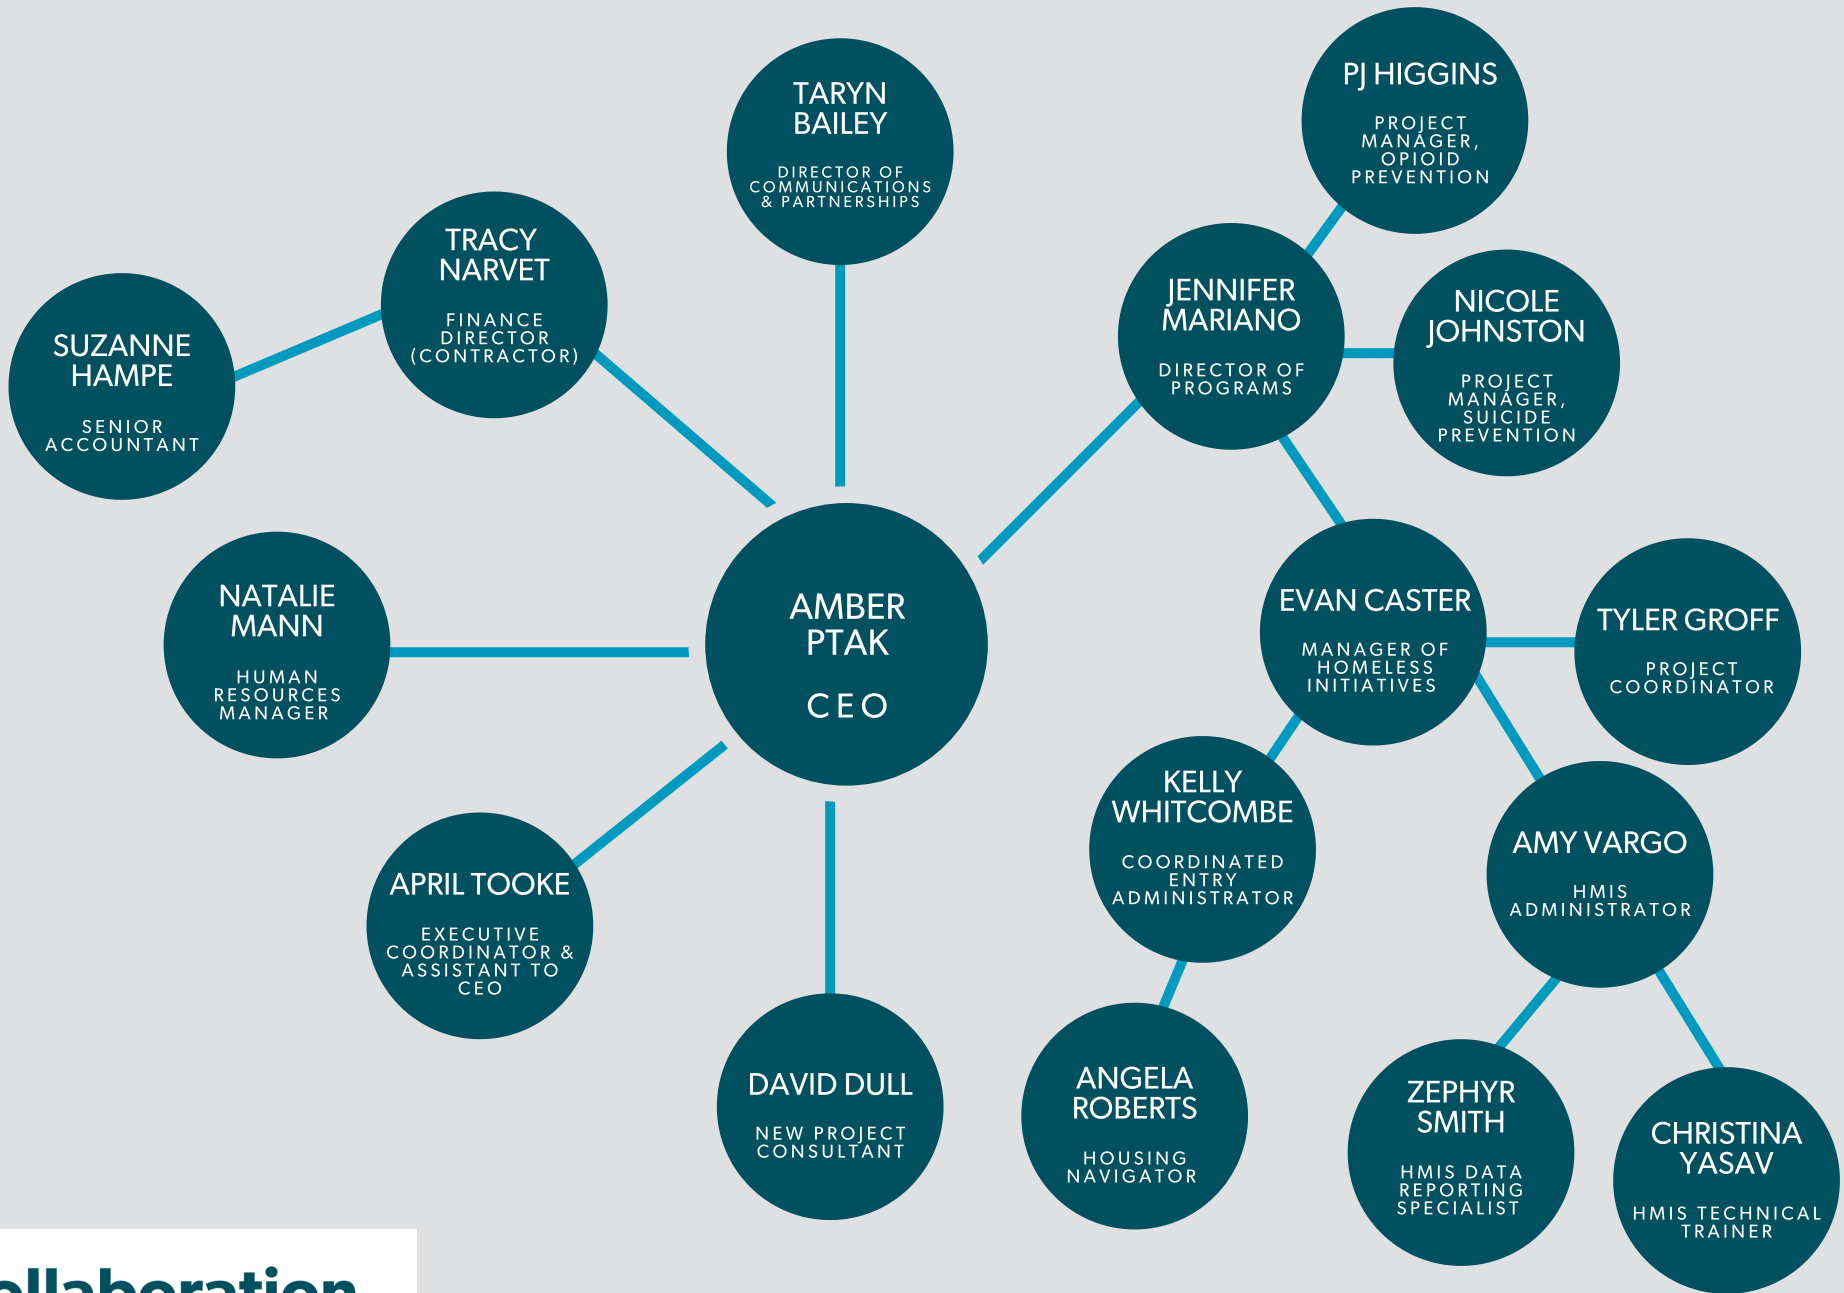 TARYN
BAILEY
DIRECTOR OF
COMMUNICATIONS
& PARTNERSHIPS
PJ HIGGINS
PROJECT
MANAGER,
OPIOID
PREVENTION
TRACY
NARVET
FINANCE
DIRECTOR
(CONTRACTOR)
JENNIFER
MARIANO
DIRECTOR OF
PROGRAMS
NICOLE
JOHNSTON
PROJECT
MANAGER,
SUICIDE
PREVENTION
SUZANNE
HAMPE
SENIOR
ACCOUNTANT
NATALIE
MANN
HUMAN
RESOURCES
MANAGER
AMBER
PTAK
CEO
EVAN CASTER
MANAGER OF
HOMELESS
INITIATIVES
TYLER GROFF
PROJECT
COORDINATOR
KELLY
WHITCOMBE
COORDINATED
ENTRY
ADMINISTRATOR
AMY VARGO
HMIS
ADMINISTRATOR
APRIL TOOKE
EXECUTIVE
COORDINATOR &
ASSISTANT TO
CEO
DAVID DULL
NEW PROJECT
CONSULTANT
ANGELA
ROBERTS
HOUSING
NAVIGATOR
ZEPHYR
SMITH
HMIS DATA
REPORTING
SPECIALIST
CHRISTINA
YASAV
HMIS TECHNICAL
TRAINER